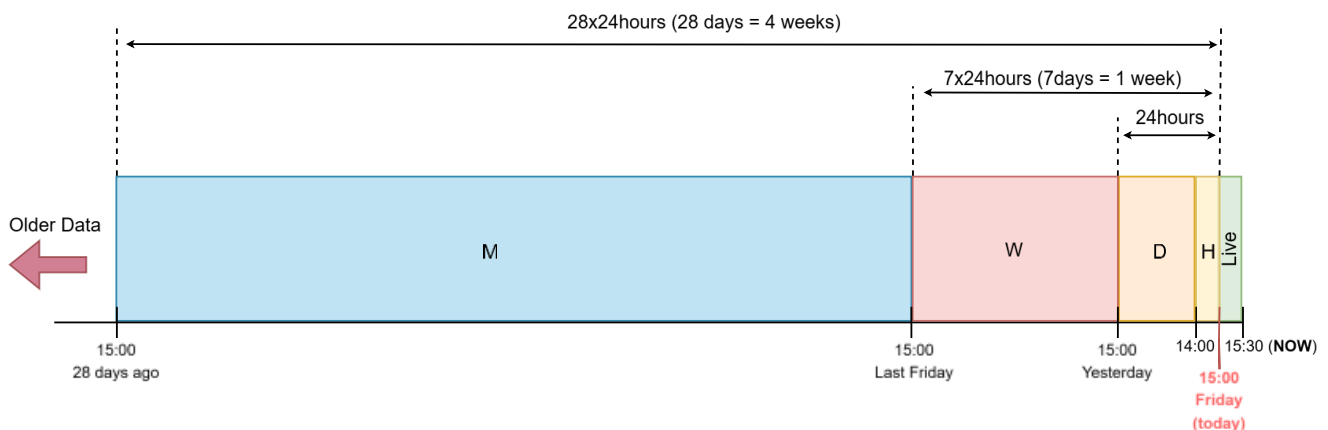 28x24hours (28 days = 4 weeks)
7x24hours (7days = 1 week)
24hours
Older Data
M
W
D
H
Live
15:00
28 days ago
15:00
Last Friday
15:00
Yesterday
14:00
15:00
Friday
(today)
15:30 (NOW)